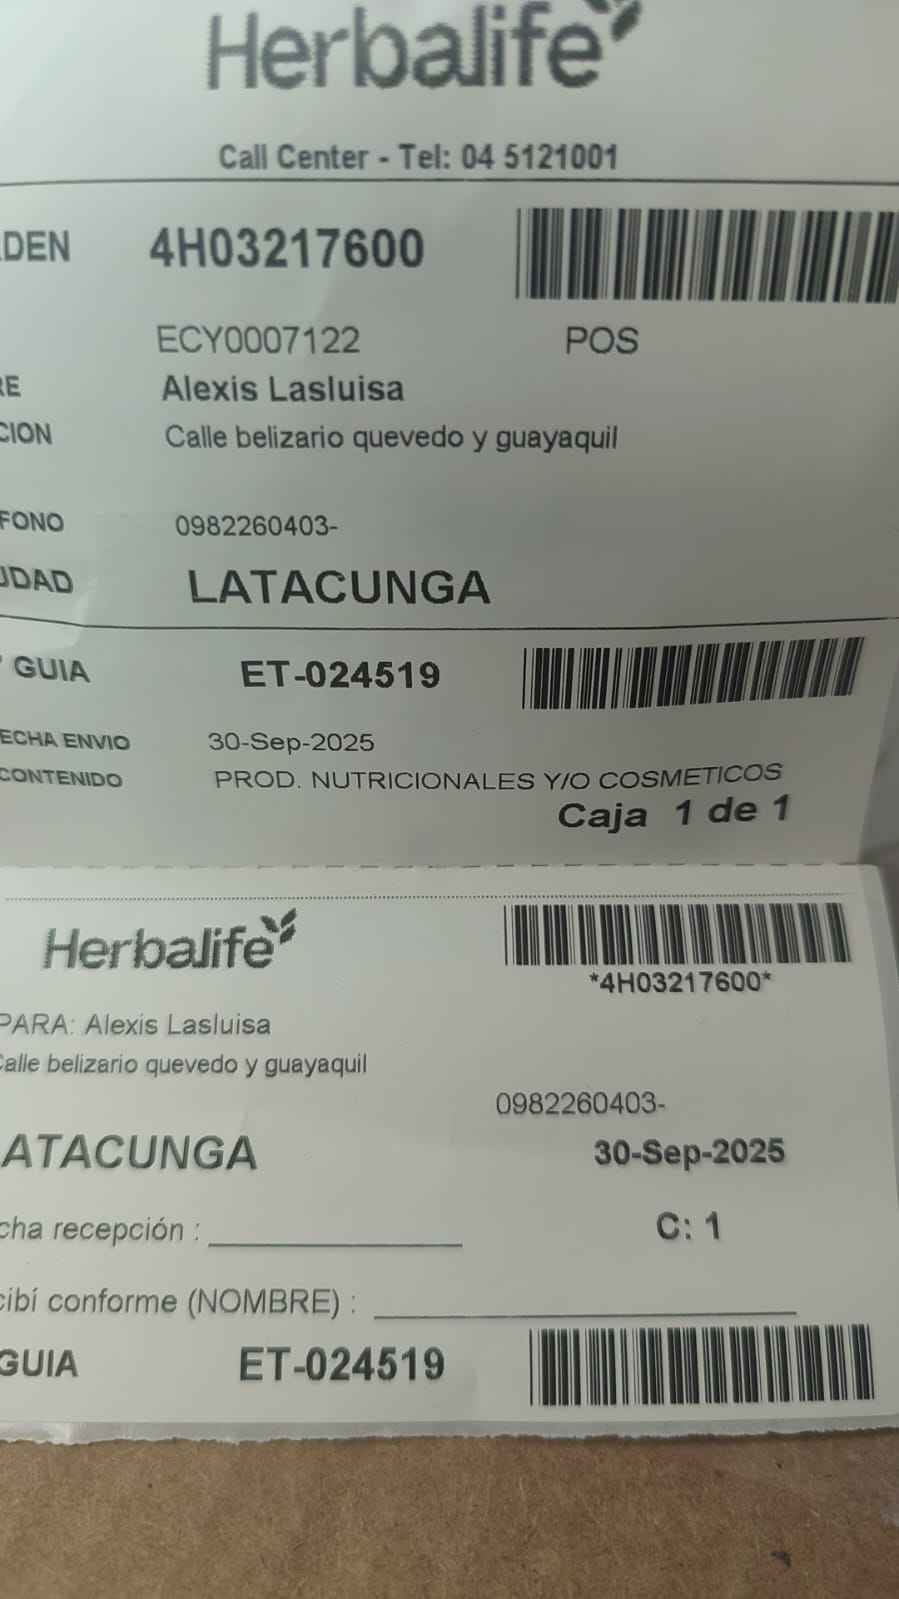 Herbalife
Call Center - Tel: 04 5121001
DEN 4H03217600
ECY0007122 POS
RE Alexis Lasluisa
CION Calle belizario quevedo y guayaquil
FONO 0982260403-
UDAD LATACUNGA
GUIA ET-024519
ECHA ENVIO 30-Sep-2025
CONTENIDO PROD. NUTRICIONALES Y/O COSMETICOS
Caja 1 de 1
Herbalife
*4H03217600*
PARA: Alexis Lasluisa
Calle belizario quevedo y guayaquil
0982260403-
ATACUNGA 30-Sep-2025
cha recepción :
C: 1
cibí conforme (NOMBRE) :
GUIA ET-024519